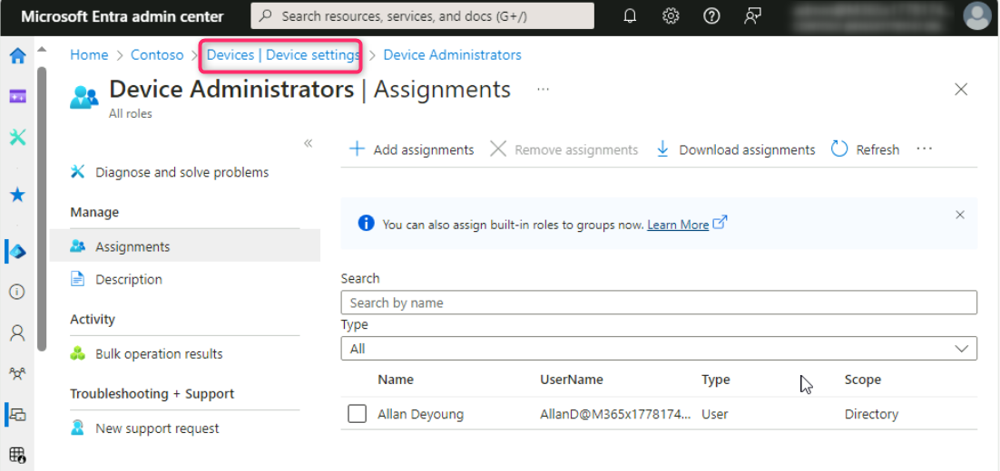 Microsoft Entra admin center
Search resources, services, and docs (G+/)
Home > Contoso > Devices | Device settings > Device Administrators
Device Administrators | Assignments ...
All roles
«
Add assignments Remove assignments Download assignments Refresh ...
Diagnose and solve problems
Manage
Assignments
Description
Activity
Bulk operation results
Troubleshooting + Support
New support request
You can also assign built-in roles to groups now. Learn More
Search
Search by name
Type
All
Name UserName Type Scope
Allan Deyoung AllanD@M365x1778174... User Directory